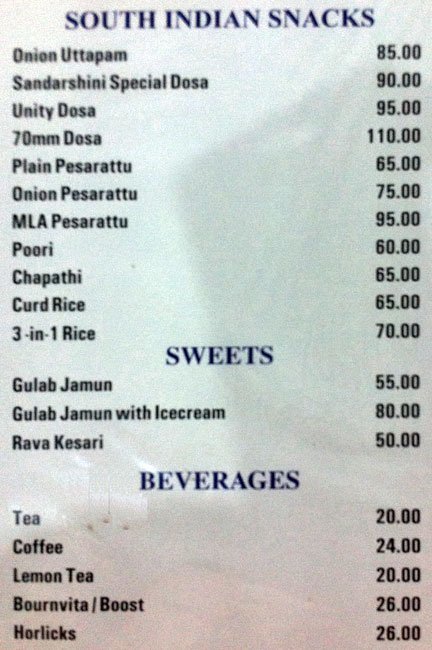 SOUTH INDIAN SNACKS
Onion Uttapam 85.00
Sandarshini Special Dosa 90.00
Unity Dosa 95.00
70mm Dosa 110.00
Plain Pesarattu 65.00
Onion Pesarattu 75.00
MLA Pesarattu 95.00
Poori 60.00
Chapathi 65.00
Curd Rice 65.00
3 -in-1 Rice 70.00
SWEETS
Gulab Jamun 55.00
Gulab Jamun with Icecream 80.00
Rava Kesari 50.00
BEVERAGES
Tea 20.00
Coffee 24.00
Lemon Tea 20.00
Bournvita / Boost 26.00
Horlicks 26.00